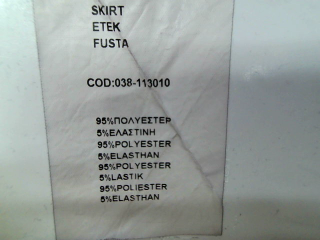 SKIRT
ETEK
FUSTA
COD:038-113010
95%ΠΟΛΥΕΣΤΕΡ
5%ΕΛΑΣΤΙΝΗ
95%POLYESTER
5%ELASTHAN
95%POLYESTER
5%LASTIK
95%POLIESTER
5%ELASTHAN